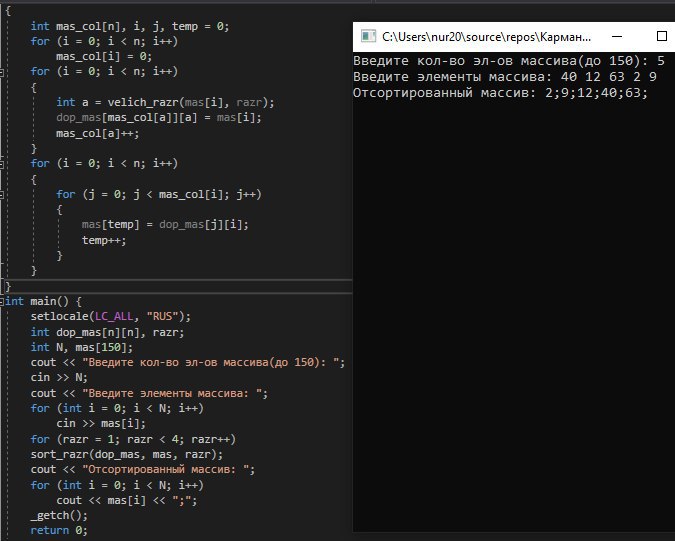 {
int mas_col[n], i, j, temp = 0;
for (i = 0; i < n; i++)
mas_col[i] = 0;
for (i = 0; i < n; i++)
{
int a = velich_razr(mas[i], razr);
dop_mas[mas_col[a]][a] = mas[i];
mas_col[a]++;
}
for (i = 0; i < n; i++)
{
for (j = 0; j < mas_col[i]; j++)
{
mas[temp] = dop_mas[j][i];
temp++;
}
}
}
int main() {
setlocale(LC_ALL, "RUS");
int dop_mas[n][n], razr;
int N, mas[150];
cout << "Введите кол-во эл-ов массива(до 150): ";
cin >> N;
cout << "Введите элементы массива: ";
for (int i = 0; i < N; i++)
cin >> mas[i];
for (razr = 1; razr < 4; razr++)
sort_razr(dop_mas, mas, razr);
cout << "Отсортированный массив: ";
for (int i = 0; i < N; i++)
cout << mas[i] << ";";
_getch();
return 0;
C:\Users\nur20\source\repos\Карман...
Введите кол-во эл-ов массива(до 150): 5
Введите элементы массива: 40 12 63 2 9
Отсортированный массив: 2;9;12;40;63;